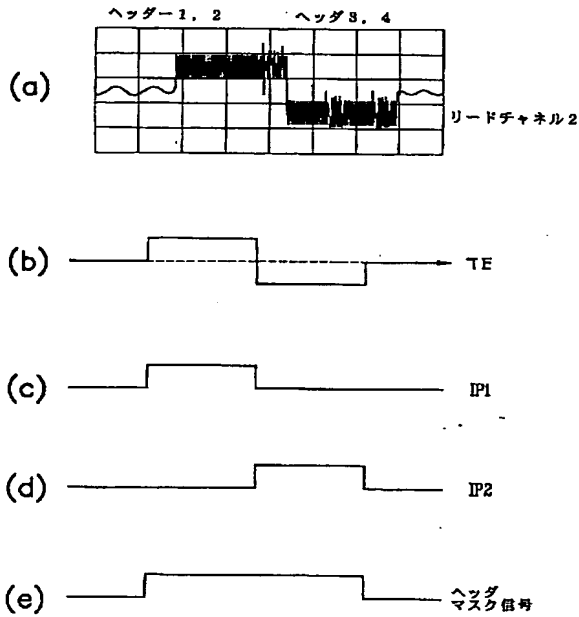 ヘッダー1，2
ヘッダ3，4
(a)
リードチャネル2
(b)
TE
(c)
IP1
(d)
IP2
(e)
ヘッダ
マスク信号